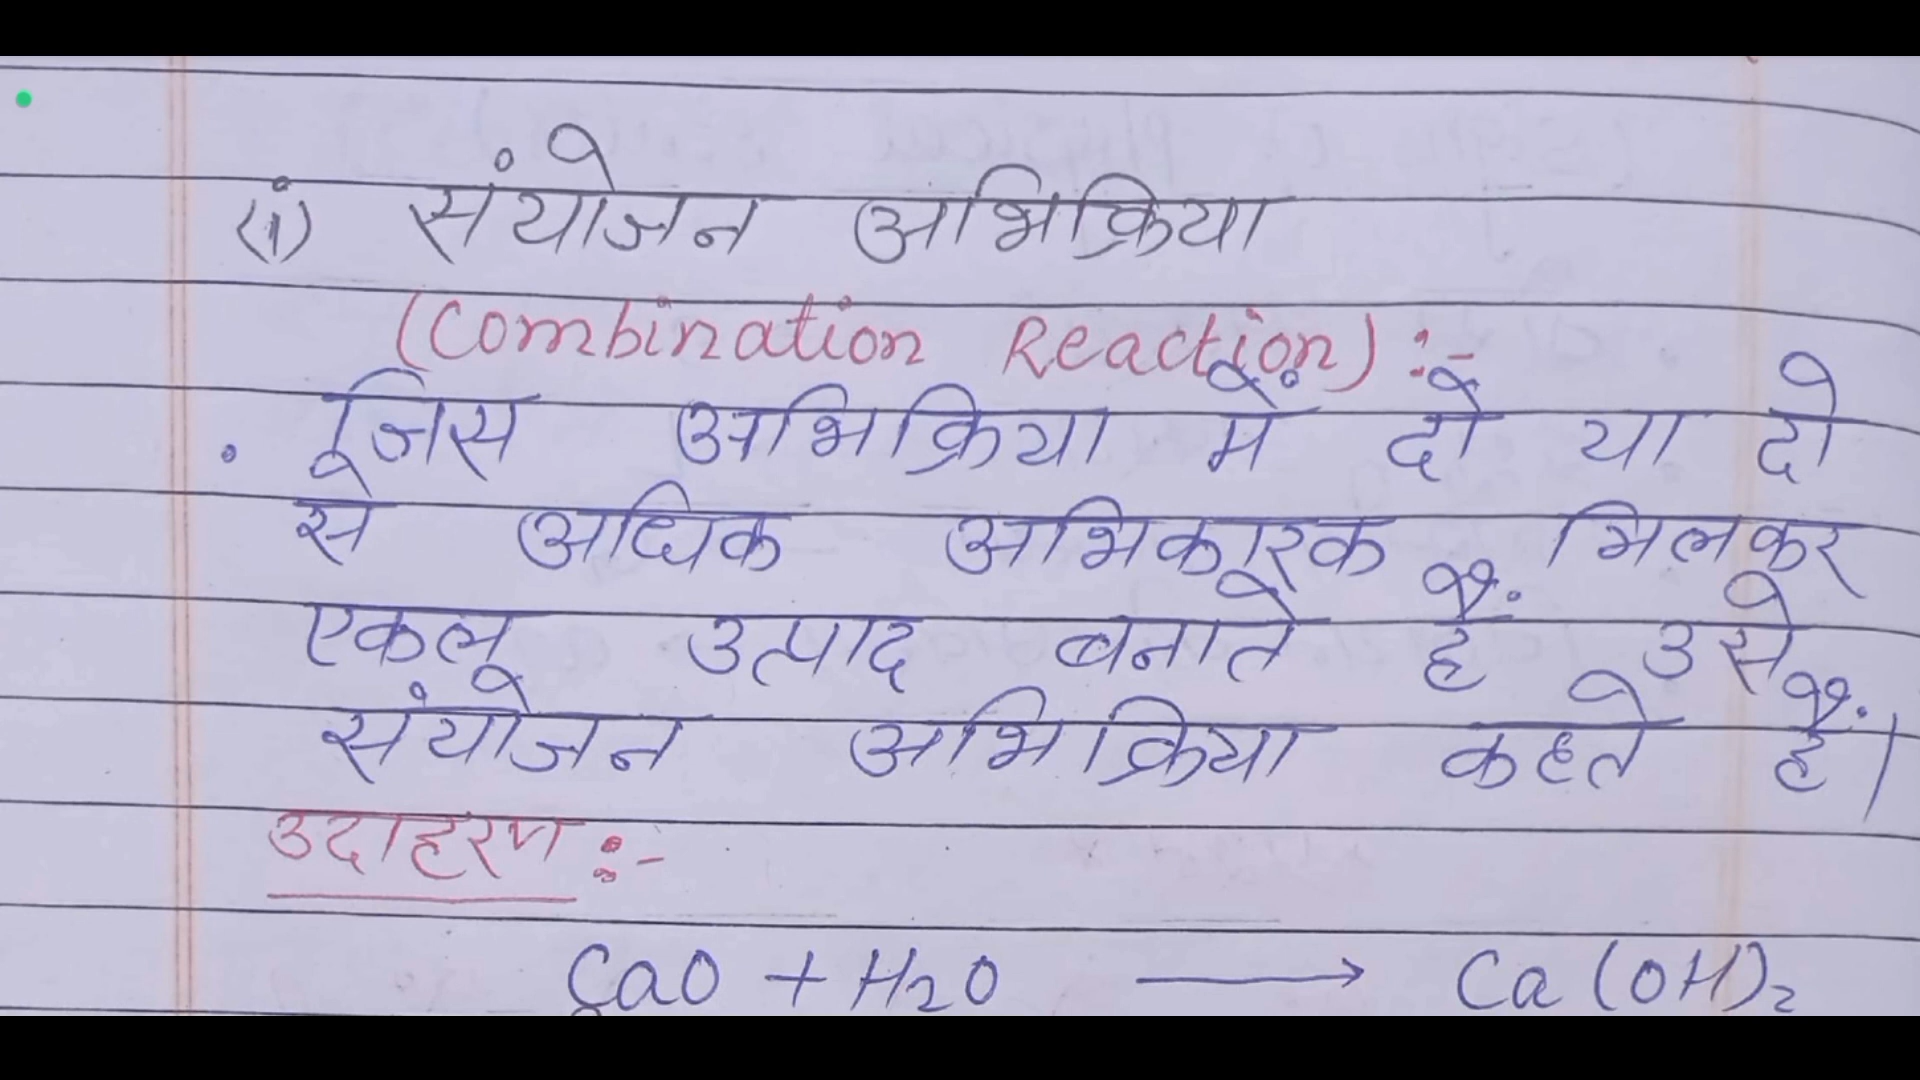 (i) संयोजन अभिक्रिया
(Combination Reaction) :-
. जिस अभिक्रिया में दो या दो
से अधिक अभिकारक मिलकर
एकल उत्पाद बनाते हैं उसे
संयोजन अभिक्रिया कहते हैं।
उदाहरण :-
CaO + H2O ⟶ Ca(OH)2